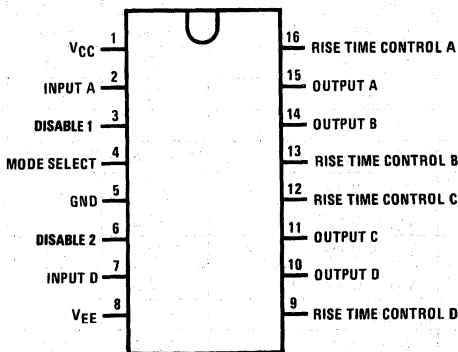 VCC 1
INPUT A 2
DISABLE 1 3
MODE SELECT 4
GND 5
DISABLE 2 6
INPUT D 7
VEE 8
16 RISE TIME CONTROL A
15 OUTPUT A
14 OUTPUT B
13 RISE TIME CONTROL B
12 RISE TIME CONTROL C
11 OUTPUT C
10 OUTPUT D
9 RISE TIME CONTROL D